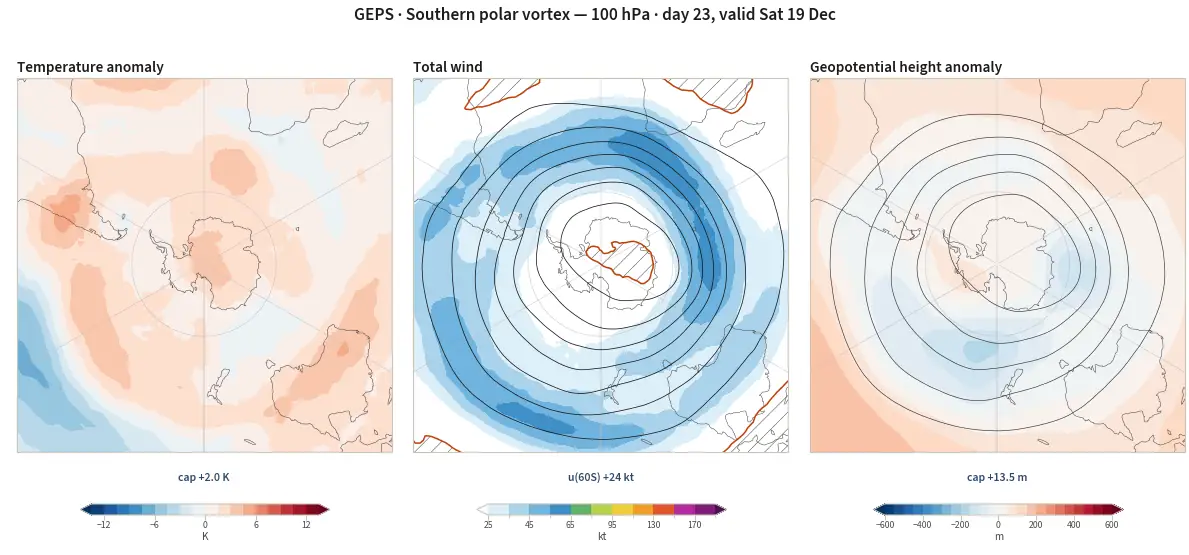 GEPS · Southern polar vortex — 100 hPa · day 23, valid Sat 19 Dec
Temperature anomaly
Total wind
Geopotential height anomaly
cap +2.0 K
u(60S) +24 kt
cap +13.5 m
−12 −6 0 6 12
K
25 45 65 95 130 170
kt
−600 −400 −200 0 200 400 600
m